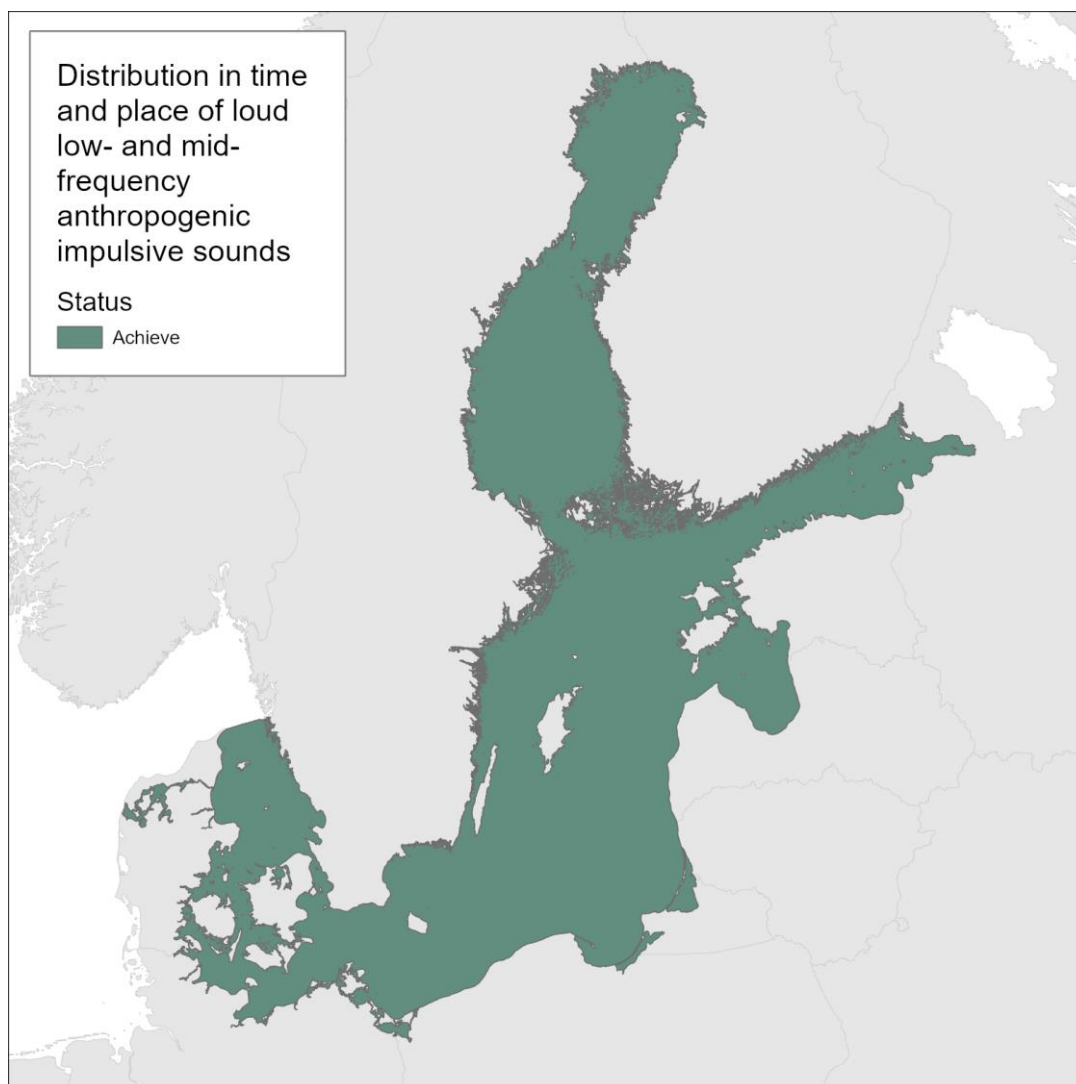 Distribution in time
and place of loud
low- and mid-
frequency
anthropogenic
impulsive sounds
Status
Achieve